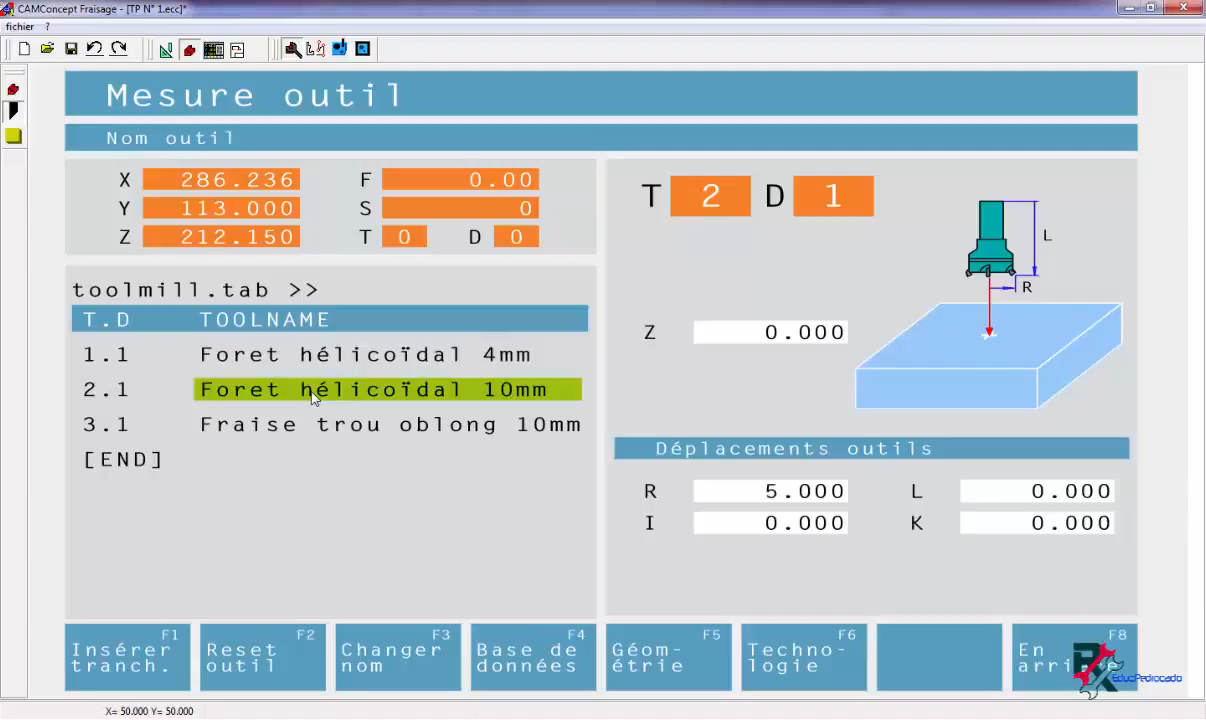 CAMConcept Fraisage - [TP N° 1.ecc]*
fichier ?
Mesure outil
Nom outil
X 286.236 F 0.00
Y 113.000 S 0
Z 212.150 T 0 D 0
T 2 D 1
L
R
toolmill.tab >>
T.D TOOLNAME
1.1 Foret hélicoïdal 4mm
2.1 Foret hélicoïdal 10mm
3.1 Fraise trou oblong 10mm
[END]
Z 0.000
Déplacements outils
R 5.000 L 0.000
I 0.000 K 0.000
F1 Insérer
tranch.
F2 Reset
outil
F3 Changer
nom
F4 Base de
données
F5 Géom-
étrie
F6 Techno-
logie
F8 En
EducPedrocado
X= 50.000 Y= 50.000